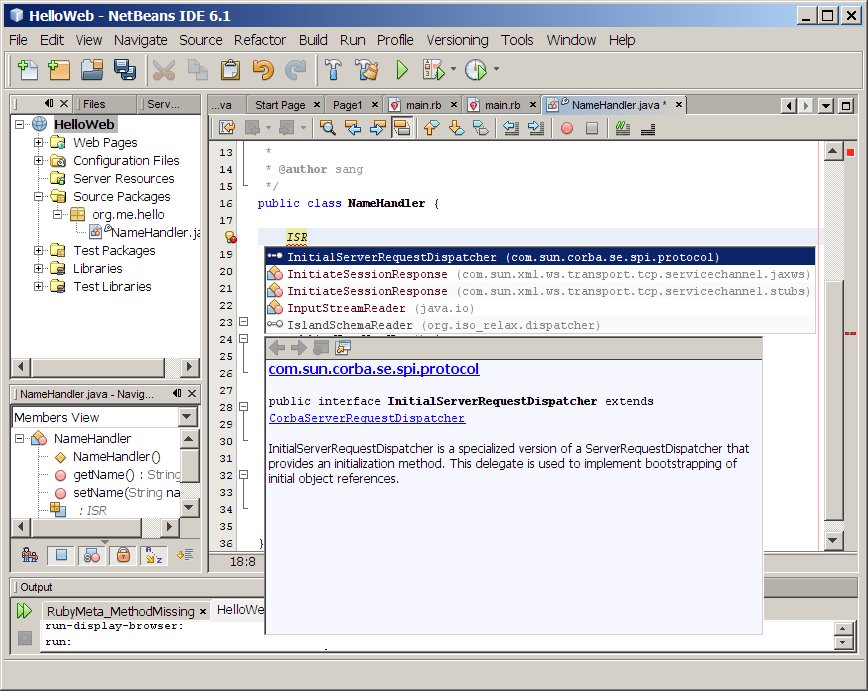 HelloWeb - NetBeans IDE 6.1
File Edit View Navigate Source Refactor Build Run Profile Versioning Tools Window Help
Files Serv...
HelloWeb
Web Pages
Configuration Files
Server Resources
Source Packages
org.me.hello
NameHandler.ja
Test Packages
Libraries
Test Libraries
NameHandler.java - Navig...
Members View
NameHandler
NameHandler()
getName() : String
setName(String na
: ISR
...va Start Page Page1 main.rb main.rb NameHandler.java *
13 *
14 * @author sang
15 */
16 public class NameHandler {
17
ISR
19
20
21
22
23
24
25
26
27
28
29
30
31
32
33
34
35
36 }
InitialServerRequestDispatcher (com.sun.corba.se.spi.protocol)
InitiateSessionResponse (com.sun.xml.ws.transport.tcp.servicechannel.jaxws)
InitiateSessionResponse (com.sun.xml.ws.transport.tcp.servicechannel.stubs)
InputStreamReader (java.io)
IslandSchemaReader (org.iso_relax.dispatcher)
com.sun.corba.se.spi.protocol
public interface InitialServerRequestDispatcher extends
CorbaServerRequestDispatcher
InitialServerRequestDispatcher is a specialized version of a ServerRequestDispatcher that
provides an initialization method. This delegate is used to implement bootstrapping of
initial object references.
18:8
Output
RubyMeta_MethodMissing HelloWe
run-display-browser:
run: